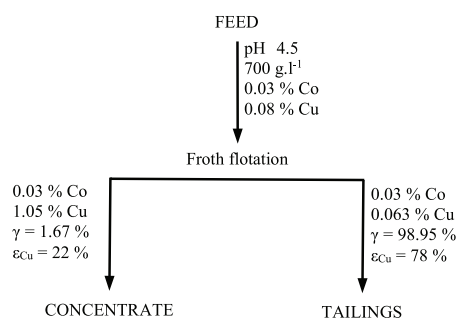 FEED
pH 4.5
700 g.l⁻¹
0.03 % Co
0.08 % Cu
Froth flotation
0.03 % Co
1.05 % Cu
γ = 1.67 %
εCu = 22 %
0.03 % Co
0.063 % Cu
γ = 98.95 %
εCu = 78 %
CONCENTRATE
TAILINGS